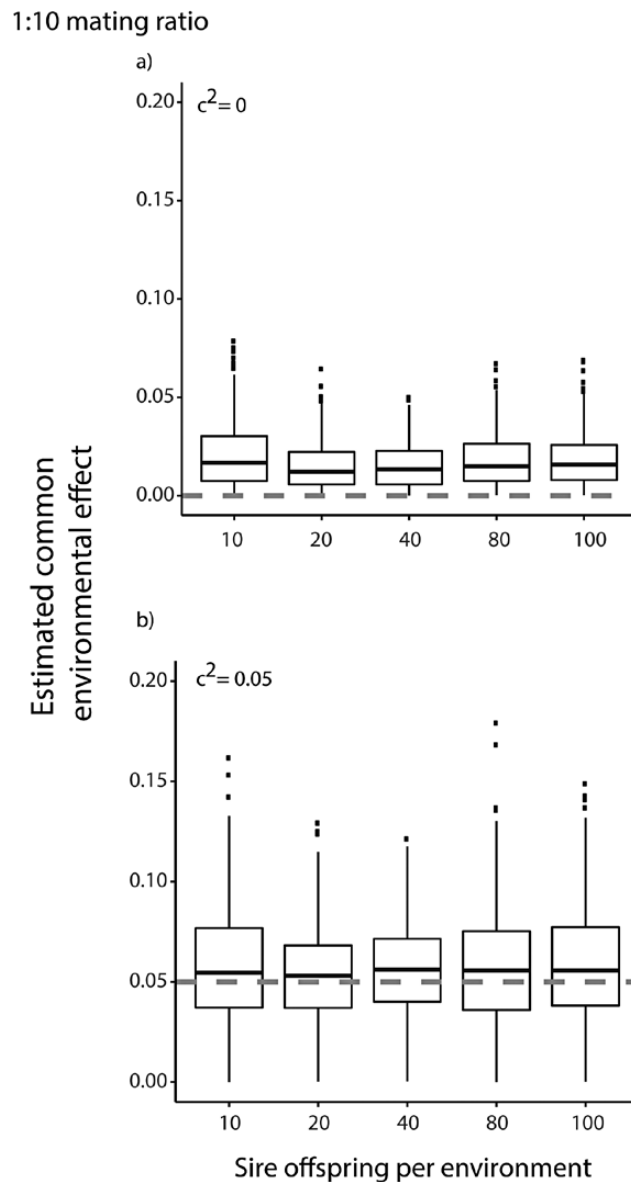 1:10 mating ratio
a)
c²= 0
0.20
0.15
0.10
0.05
0.00
10 20 40 80 100
Estimated common
environmental effect
b)
c²= 0.05
0.20
0.15
0.10
0.05
0.00
10 20 40 80 100
Sire offspring per environment